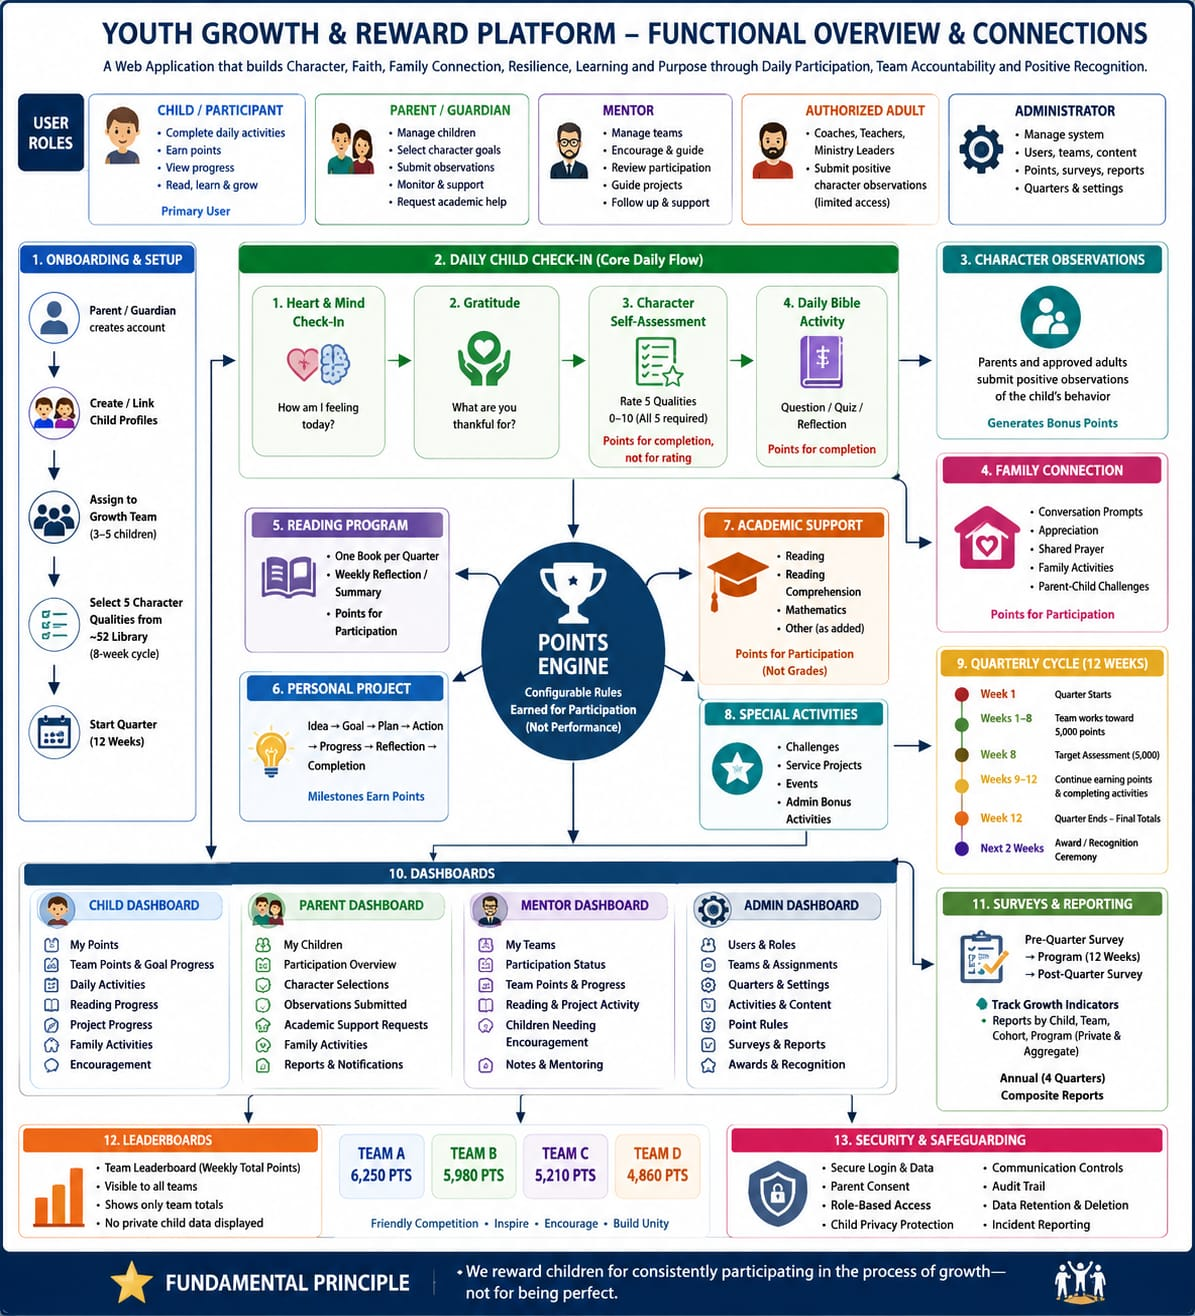 YOUTH GROWTH & REWARD PLATFORM – FUNCTIONAL OVERVIEW & CONNECTIONS
A Web Application that builds Character, Faith, Family Connection, Resilience, Learning and Purpose through Daily Participation, Team Accountability and Positive Recognition.
USER
ROLES
CHILD / PARTICIPANT
• Complete daily activities
• Earn points
• View progress
• Read, learn & grow
Primary User
PARENT / GUARDIAN
• Manage children
• Select character goals
• Submit observations
• Monitor & support
• Request academic help
MENTOR
• Manage teams
• Encourage & guide
• Review participation
• Guide projects
• Follow up & support
AUTHORIZED ADULT
• Coaches, Teachers,
Ministry Leaders
• Submit positive
character observations
(limited access)
ADMINISTRATOR
• Manage system
• Users, teams, content
• Points, surveys, reports
• Quarters & settings
1. ONBOARDING & SETUP
Parent / Guardian
creates account
Create / Link
Child Profiles
Assign to
Growth Team
(3–5 children)
Select 5 Character
Qualities from
~52 Library
(8-week cycle)
Start Quarter
(12 Weeks)
2. DAILY CHILD CHECK-IN (Core Daily Flow)
1. Heart & Mind
Check-In
How am I feeling
today?
2. Gratitude
What are you
thankful for?
3. Character
Self-Assessment
Rate 5 Qualities
0–10 (All 5 required)
Points for completion,
not for rating
4. Daily Bible
Activity
Question / Quiz /
Reflection
Points for completion
3. CHARACTER OBSERVATIONS
Parents and approved adults
submit positive observations
of the child's behavior
Generates Bonus Points
4. FAMILY CONNECTION
• Conversation Prompts
• Appreciation
• Shared Prayer
• Family Activities
• Parent-Child Challenges
Points for Participation
5. READING PROGRAM
• One Book per Quarter
• Weekly Reflection /
Summary
• Points for
Participation
POINTS
ENGINE
Configurable Rules
Earned for Participation
(Not Performance)
7. ACADEMIC SUPPORT
• Reading
• Reading
Comprehension
• Mathematics
• Other (as added)
Points for Participation
(Not Grades)
6. PERSONAL PROJECT
Idea → Goal → Plan → Action
→ Progress → Reflection →
Completion
Milestones Earn Points
8. SPECIAL ACTIVITIES
• Challenges
• Service Projects
• Events
• Admin Bonus
Activities
9. QUARTERLY CYCLE (12 WEEKS)
Week 1 Quarter Starts
Weeks 1–8 Team works toward
5,000 points
Week 8 Target Assessment (5,000)
Weeks 9–12 Continue earning points
& completing activities
Week 12 Quarter Ends – Final Totals
Next 2 Weeks Award / Recognition
Ceremony
10. DASHBOARDS
CHILD DASHBOARD
My Points
Team Points & Goal Progress
Daily Activities
Reading Progress
Project Progress
Family Activities
Encouragement
PARENT DASHBOARD
My Children
Participation Overview
Character Selections
Observations Submitted
Academic Support Requests
Family Activities
Reports & Notifications
MENTOR DASHBOARD
My Teams
Participation Status
Team Points & Progress
Reading & Project Activity
Children Needing
Encouragement
Notes & Mentoring
ADMIN DASHBOARD
Users & Roles
Teams & Assignments
Quarters & Settings
Activities & Content
Point Rules
Surveys & Reports
Awards & Recognition
11. SURVEYS & REPORTING
Pre-Quarter Survey
→ Program (12 Weeks)
→ Post-Quarter Survey
Track Growth Indicators
• Reports by Child, Team,
Cohort, Program (Private &
Aggregate)
Annual (4 Quarters)
Composite Reports
12. LEADERBOARDS
• Team Leaderboard (Weekly Total Points)
• Visible to all teams
• Shows only team totals
• No private child data displayed
TEAM A
6,250 PTS
TEAM B
5,980 PTS
TEAM C
5,210 PTS
TEAM D
4,860 PTS
Friendly Competition • Inspire • Encourage • Build Unity
13. SECURITY & SAFEGUARDING
• Secure Login & Data
• Parent Consent
• Role-Based Access
• Child Privacy Protection
• Communication Controls
• Audit Trail
• Data Retention & Deletion
• Incident Reporting
FUNDAMENTAL PRINCIPLE
• We reward children for consistently participating in the process of growth—
not for being perfect.